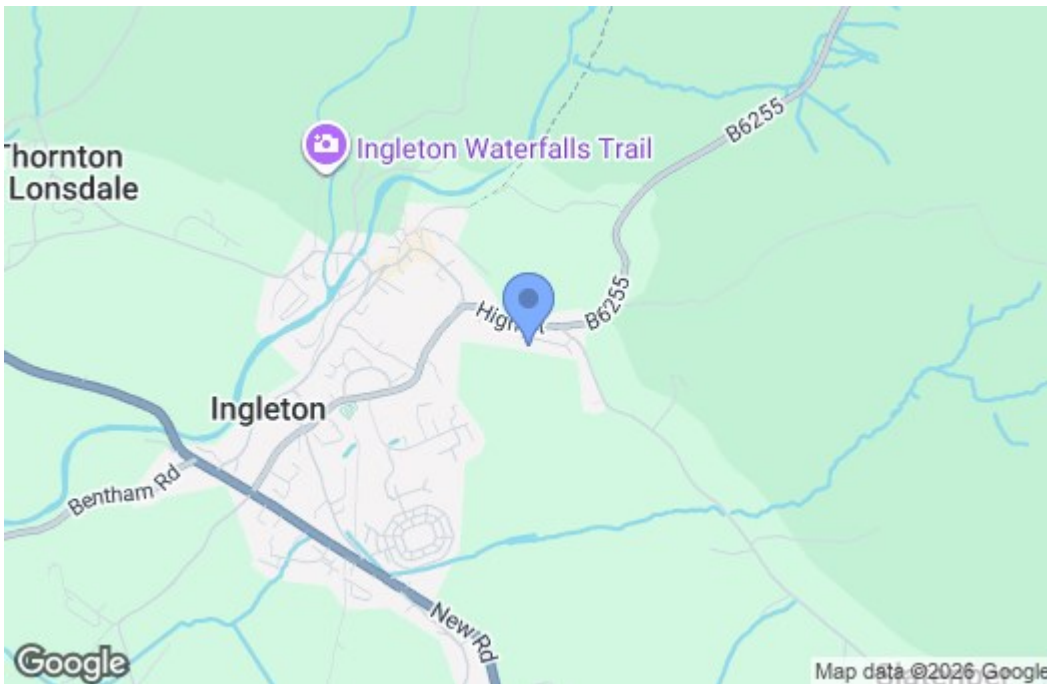 B6255
Thornton
Lonsdale
Ingleton Waterfalls Trail
B6255
Ingleton
Bentham Rd
New Rd
Google
Map data ©2026 Google